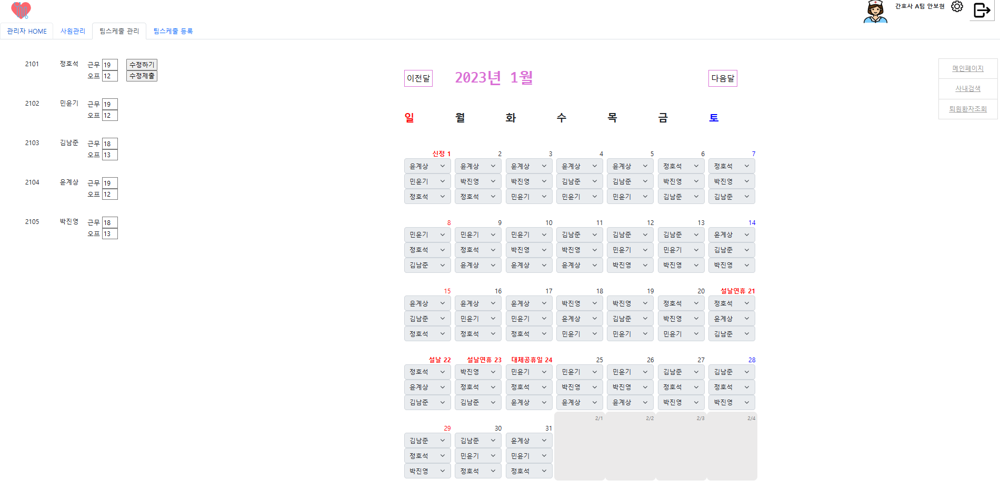 간호사 A팀 안보현
관리자 HOME 사원관리 팀스케줄 관리 팀스케줄 등록
2101 정호석 근무 19 수정하기
오프 12 수정제출
2102 민윤기 근무 19
오프 12
2103 김남준 근무 18
오프 13
2104 윤계상 근무 19
오프 12
2105 박진영 근무 18
오프 13
이전달 2023년 1월 다음달
일 월 화 수 목 금 토
신정 1 2 3 4 5 6 7
윤계상 윤계상 윤계상 윤계상 윤계상 정호석 정호석
민윤기 박진영 박진영 김남준 김남준 박진영 박진영
정호석 정호석 민윤기 민윤기 민윤기 김남준 김남준
8 9 10 11 12 13 14
민윤기 민윤기 민윤기 김남준 김남준 김남준 윤계상
정호석 정호석 박진영 박진영 민윤기 민윤기 김남준
김남준 윤계상 윤계상 윤계상 박진영 박진영 박진영
15 16 17 18 19 20 설날연휴 21
윤계상 윤계상 윤계상 박진영 박진영 정호석 정호석
김남준 민윤기 민윤기 윤계상 김남준 박진영 윤계상
정호석 정호석 정호석 민윤기 민윤기 민윤기 김남준
설날 22 설날연휴 23 대체공휴일 24 25 26 27 28
정호석 박진영 민윤기 민윤기 민윤기 김남준 김남준
윤계상 정호석 정호석 박진영 박진영 정호석 정호석
김남준 김남준 윤계상 윤계상 윤계상 박진영 박진영
29 30 31 2/1 2/2 2/3 2/4
김남준 김남준 윤계상
정호석 민윤기 민윤기
박진영 정호석 정호석
메인페이지
사내검색
퇴원환자조회